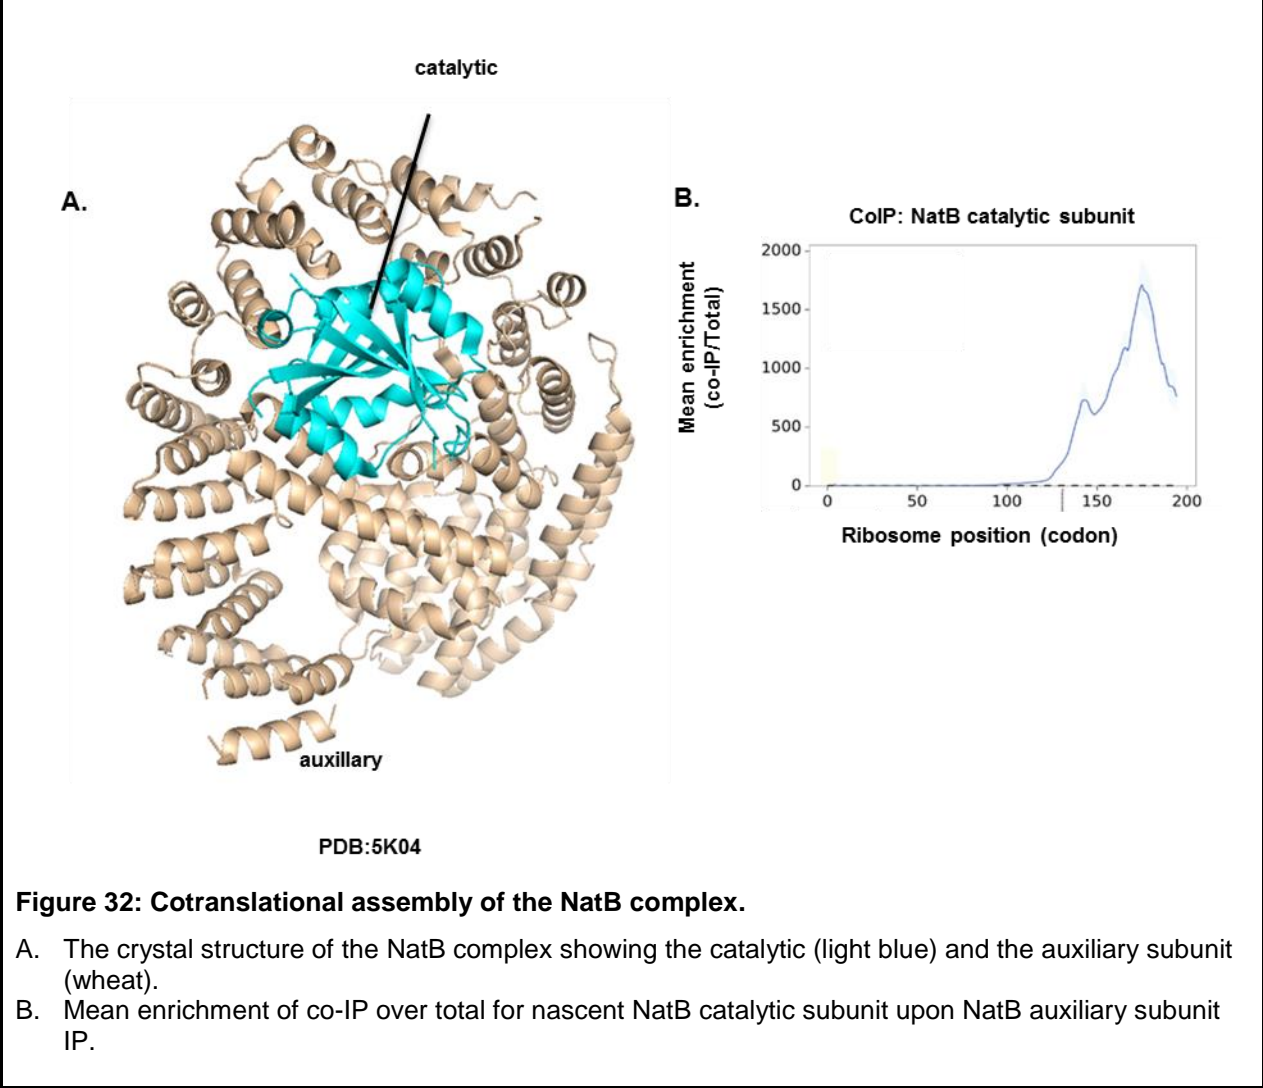 catalytic
A.
auxillary
PDB:5K04
B.
CoIP: NatB catalytic subunit
Mean enrichment
(co-IP/Total)
2000
1500
1000
500
0
0 50 100 150 200
Ribosome position (codon)
Figure 32: Cotranslational assembly of the NatB complex.
A. The crystal structure of the NatB complex showing the catalytic (light blue) and the auxiliary subunit
(wheat).
B. Mean enrichment of co-IP over total for nascent NatB catalytic subunit upon NatB auxiliary subunit
IP.